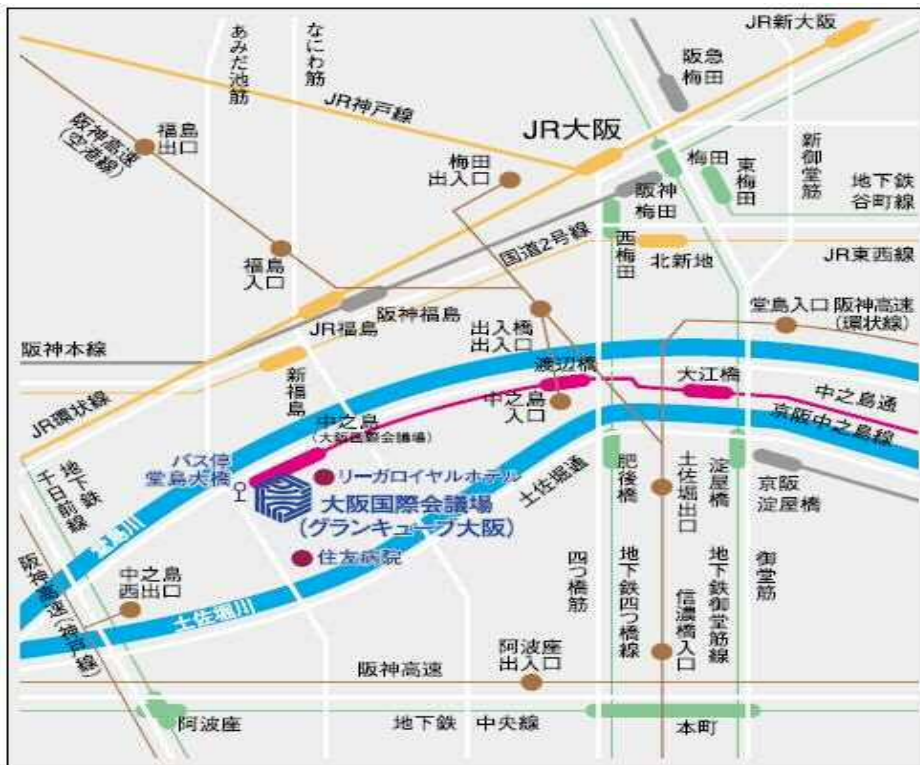 JR新大阪
あみだ池筋
なにわ筋
阪急
梅田
JR神戸線
JR大阪
阪神高速
(空港線)
福島
出口
梅田
出入口
梅田
東梅田
新御堂筋
地下鉄
谷町線
阪神
梅田
国道2号線
西梅田
北新地
JR東西線
福島
入口
JR福島
阪神福島
出入橋
出入口
堂島入口
阪神高速
(環状線)
阪神本線
新福島
渡辺橋
大江橋
中之島
入口
中之島通
京阪中之島線
JR環状線
中之島
(大阪国際会議場)
バス停
堂島大橋
リーガロイヤルホテル
大阪国際会議場
(グランキューブ大阪)
土佐堀通
地下鉄
千日前線
肥後橋
土佐堀出口
淀屋橋
京阪
淀屋橋
堂島川
住友病院
中之島
西出口
阪神高速(神戸線)
土佐堀川
四つ橋筋
地下鉄四つ橋線
信濃橋入口
地下鉄御堂筋線
御堂筋
阪神高速
阿波座
出入口
阿波座
地下鉄
中央線
本町